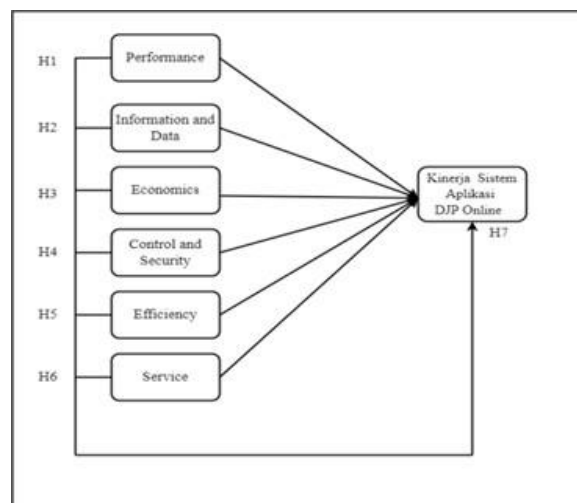 H1
Performance
H2
Information and
Data
H3
Economics
H4
Control and
Security
H5
Efficiency
H6
Service
Kinerja Sistem
Aplikasi
DJP Online
H7